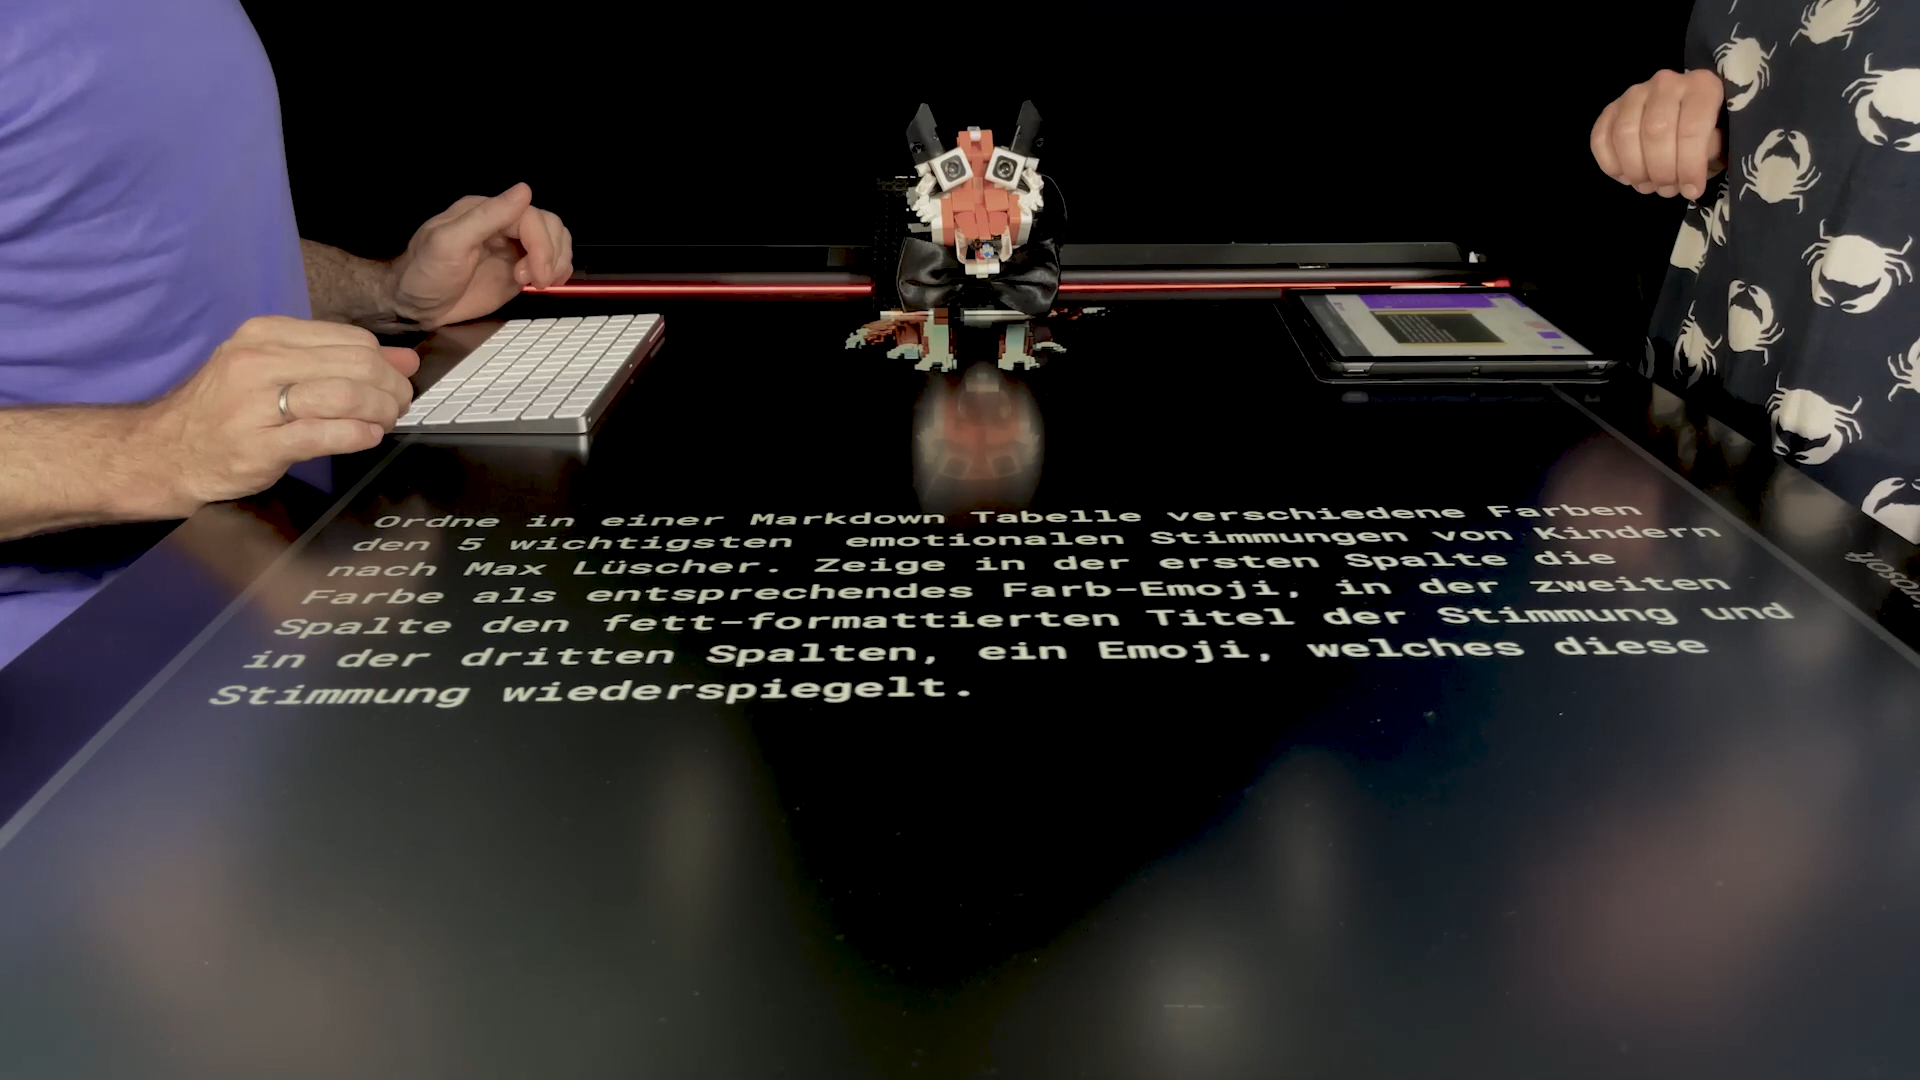 Ordne in einer Markdown Tabelle verschiedene Farben
den 5 wichtigsten emotionalen Stimmungen von Kindern
nach Max Lüscher. Zeige in der ersten Spalte die
Farbe als entsprechendes Farb-Emoji, in der zweiten
Spalte den fett-formattierten Titel der Stimmung und
in der dritten Spalten, ein Emoji, welches diese
Stimmung wiederspiegelt.